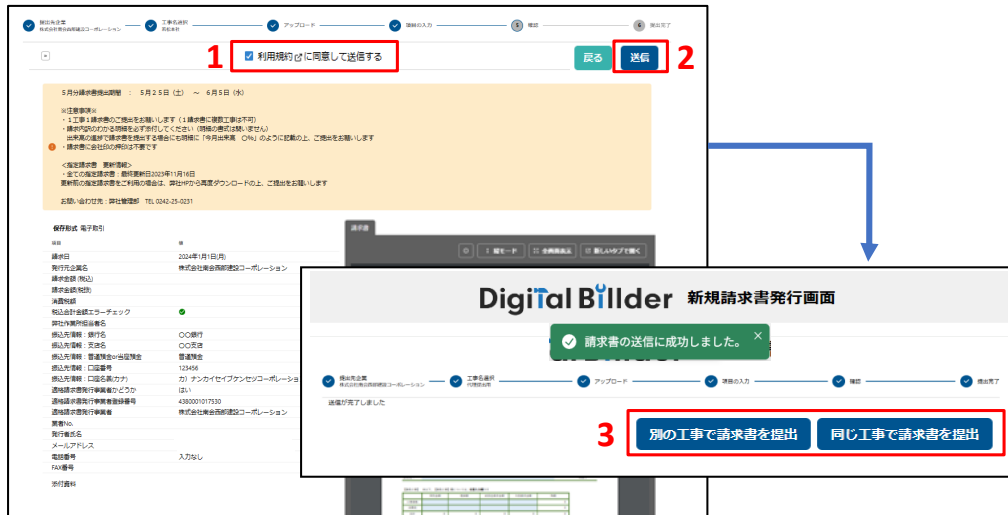 提出先企業
株式会社南会西部建設コーポレーション
工事名選択
若松本社
アップロード
項目の入力
5 確認
6 提出完了
1
利用規約に同意して送信する
戻る
送信
2
5月分請求書提出期間 : 5月25日(土) ～ 6月5日(水)
※注意事項※
・1工事1請求書のご提出をお願いします(1請求書に複数工事は不可)
・請求内訳のわかる明細を必ず添付してください(明細の書式は問いません)
出来高の進捗で請求書を提出する場合にも明細に「今月出来高 ○%」のように記載の上、ご提出をお願いします
・請求書に会社印の押印は不要です
<指定請求書 更新情報>
・全ての指定請求書:最終更新日2023年11月16日
更新前の指定請求書をご利用の場合は、弊社HPから再度ダウンロードの上、ご提出をお願いします
お問い合わせ先:弊社管理部 TEL 0242-25-0231
保存形式 電子取引
項目 値
請求日 2024年1月1日(月)
発行元企業名 株式会社南会西部建設コーポレーション
請求金額(税込)
請求金額(税抜)
消費税額
税込合計金額エラーチェック
弊社作業所担当者名
振込先情報:銀行名 〇〇銀行
振込先情報:支店名 〇〇支店
振込先情報:普通預金or当座預金 普通預金
振込先情報:口座番号 123456
振込先情報:口座名義(カナ) カ)ナンカイセイブケンセツコーポレーショ
適格請求書発行事業者かどうか はい
適格請求書発行事業者登録番号 4380001017530
適格請求書発行事業者 株式会社南会西部建設コーポレーション
業者No.
発行者氏名
メールアドレス
電話番号 入力なし
FAX番号
添付資料
請求書
縦モード
全画面表示
新しいタブで開く
Digital Billder 新規請求書発行画面
請求書の送信に成功しました。 ×
提出先企業
株式会社南会西部建設コーポレーション
工事名選択
代理提出用
アップロード
項目の入力
確認
提出完了
送信が完了しました
3
別の工事で請求書を提出
同じ工事で請求書を提出